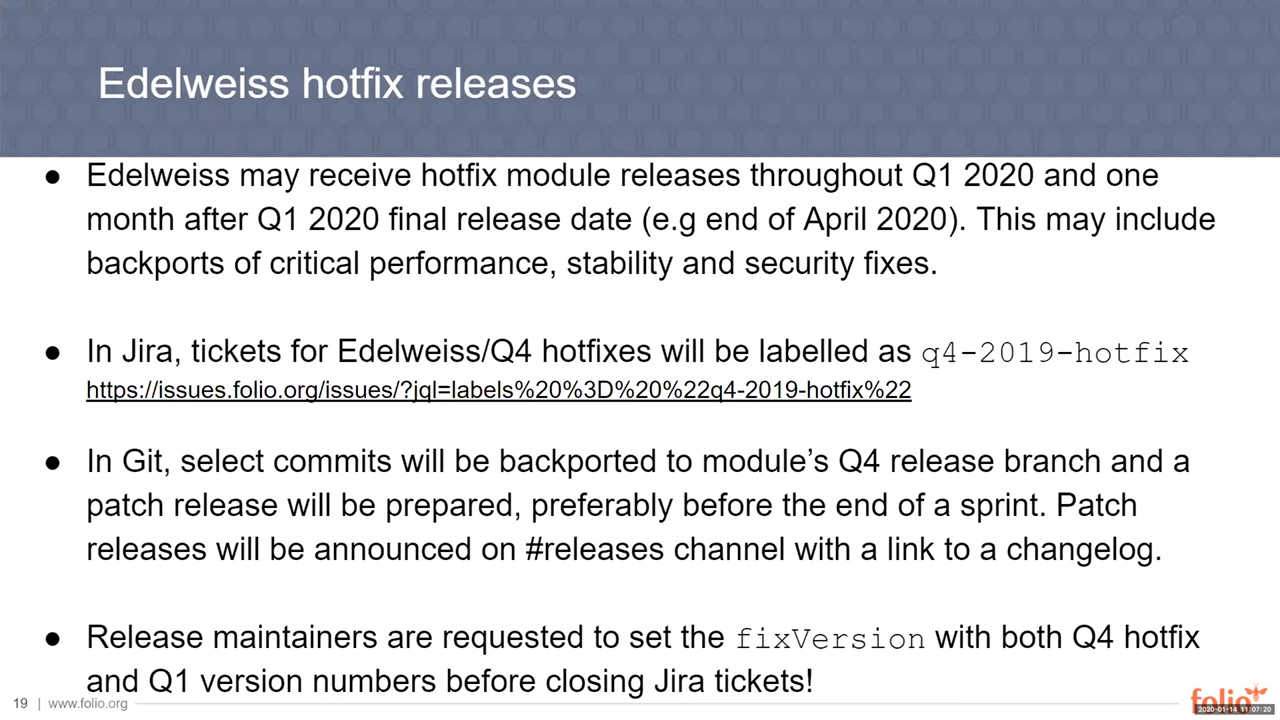 Edelweiss hotfix releases
● Edelweiss may receive hotfix module releases throughout Q1 2020 and one
month after Q1 2020 final release date (e.g end of April 2020). This may include
backports of critical performance, stability and security fixes.
● In Jira, tickets for Edelweiss/Q4 hotfixes will be labelled as q4-2019-hotfix
https://issues.folio.org/issues/?jql=labels%20%3D%20%22q4-2019-hotfix%22
● In Git, select commits will be backported to module’s Q4 release branch and a
patch release will be prepared, preferably before the end of a sprint. Patch
releases will be announced on #releases channel with a link to a changelog.
● Release maintainers are requested to set the fixVersion with both Q4 hotfix
and Q1 version numbers before closing Jira tickets!
19 | www.folio.org
folio
2020-01-14 11:07:20